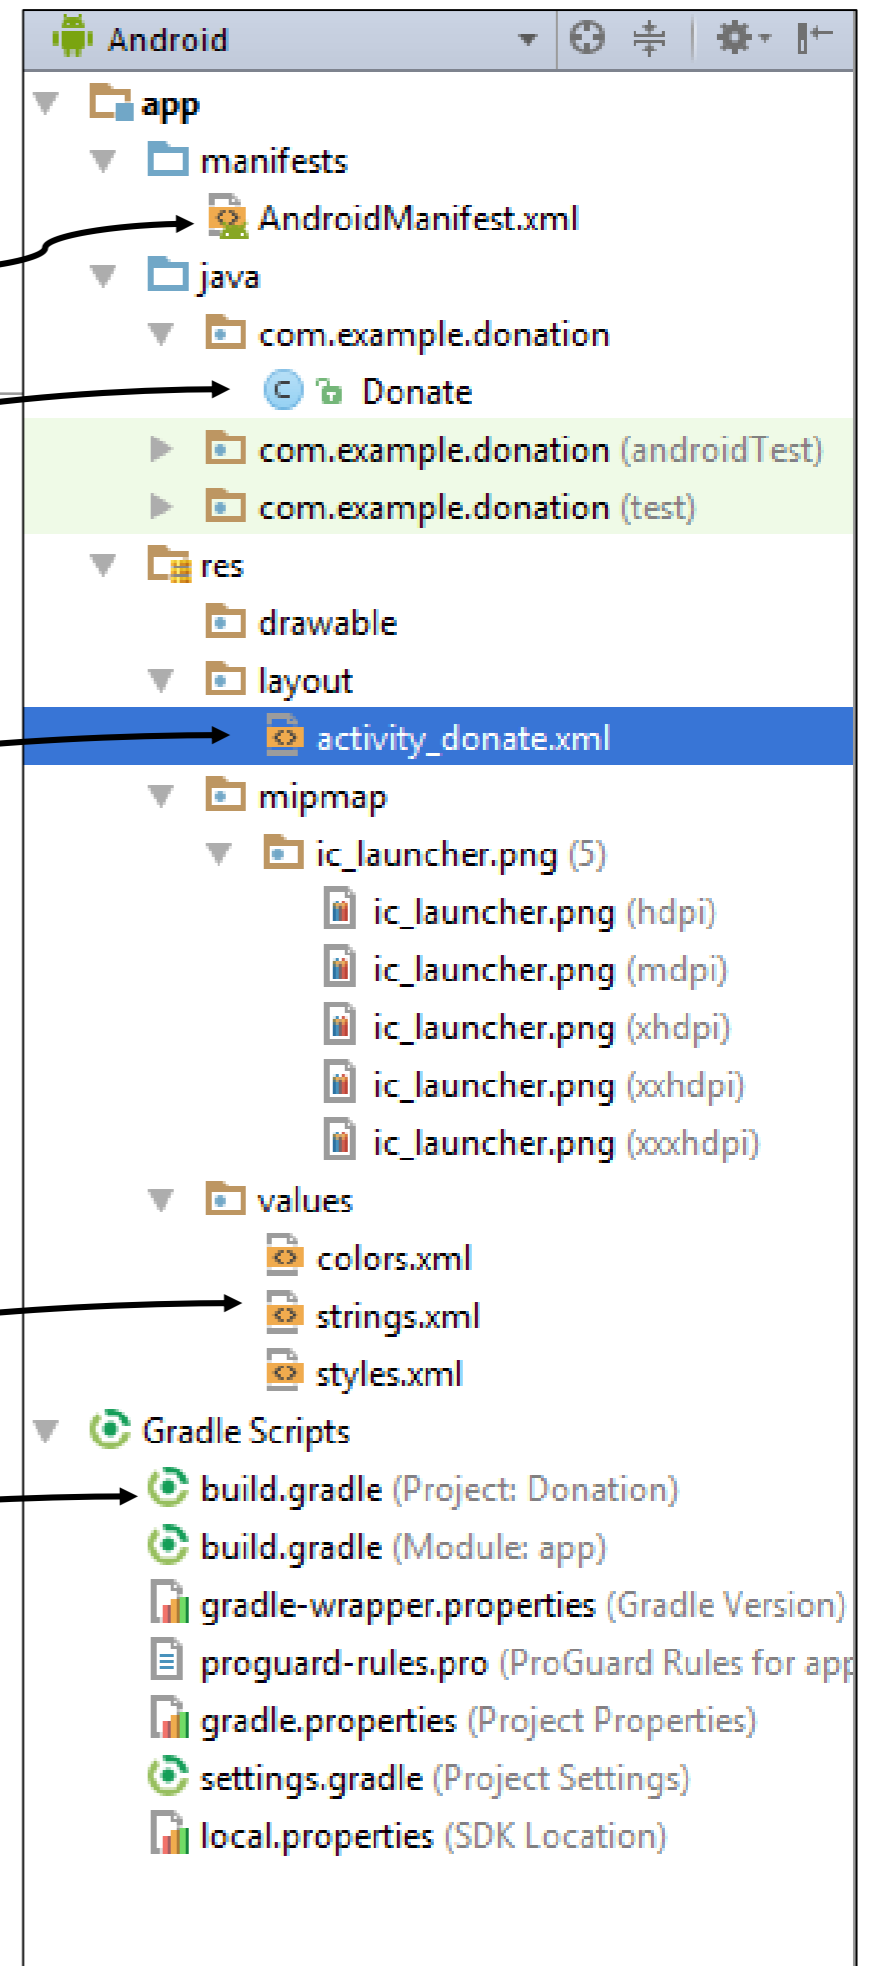 Android
app
manifests
AndroidManifest.xml
java
com.example.donation
Donate
com.example.donation (androidTest)
com.example.donation (test)
res
drawable
layout
activity_donate.xml
mipmap
ic_launcher.png (5)
ic_launcher.png (hdpi)
ic_launcher.png (mdpi)
ic_launcher.png (xhdpi)
ic_launcher.png (xxhdpi)
ic_launcher.png (xxxhdpi)
values
colors.xml
strings.xml
styles.xml
Gradle Scripts
build.gradle (Project: Donation)
build.gradle (Module: app)
gradle-wrapper.properties (Gradle Version)
proguard-rules.pro (ProGuard Rules for app
gradle.properties (Project Properties)
settings.gradle (Project Settings)
local.properties (SDK Location)